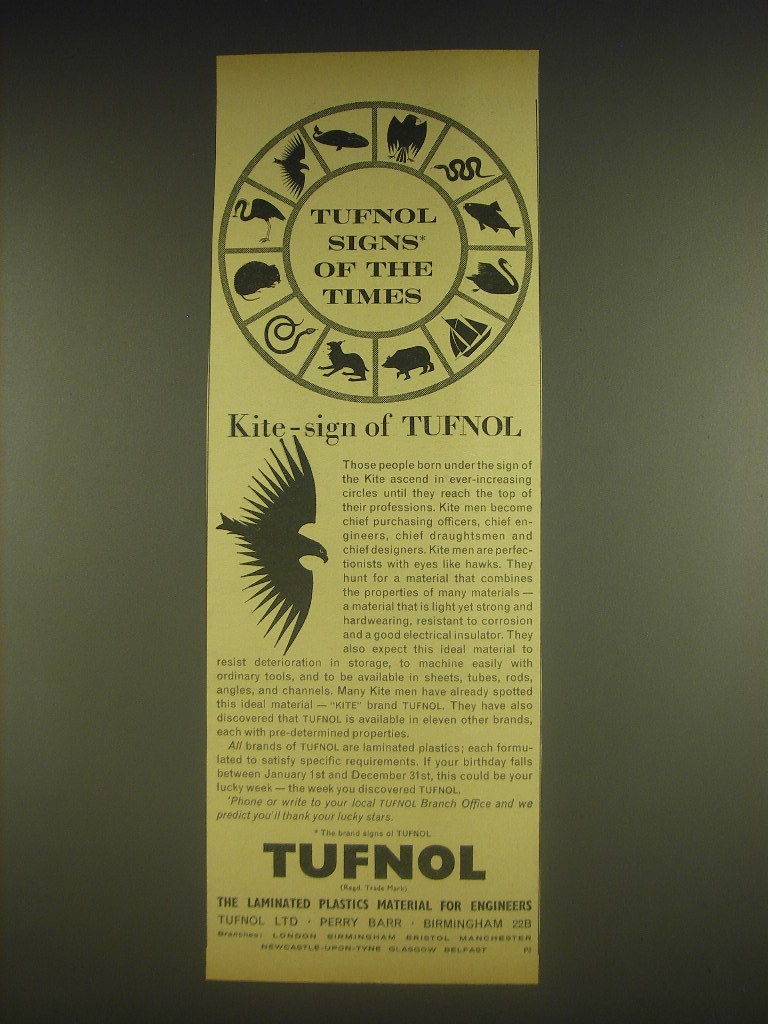 TUFNOL
SIGNS*
OF THE
TIMES
Kite-sign of TUFNOL
Those people born under the sign of
the Kite ascend in ever-increasing
circles until they reach the top of
their professions. Kite men become
chief purchasing officers, chief en-
gineers, chief draughtsmen and
chief designers. Kite men are perfec-
tionists with eyes like hawks. They
hunt for a material that combines
the properties of many materials —
a material that is light yet strong and
hardwearing, resistant to corrosion
and a good electrical insulator. They
also expect this ideal material to
resist deterioration in storage, to machine easily with
ordinary tools, and to be available in sheets, tubes, rods,
angles, and channels. Many Kite men have already spotted
this ideal material — "KITE" brand TUFNOL. They have also
discovered that TUFNOL is available in eleven other brands,
each with pre-determined properties.
All brands of TUFNOL are laminated plastics; each formu-
lated to satisfy specific requirements. If your birthday falls
between January 1st and December 31st, this could be your
lucky week — the week you discovered TUFNOL.
'Phone or write to your local TUFNOL Branch Office and we
predict you'll thank your lucky stars.
* The brand signs of TUFNOL
TUFNOL
(Regd. Trade Mark)
THE LAMINATED PLASTICS MATERIAL FOR ENGINEERS
TUFNOL LTD · PERRY BARR · BIRMINGHAM 22B
Branches: LONDON BIRMINGHAM BRISTOL MANCHESTER
NEWCASTLE-UPON-TYNE GLASGOW BELFAST